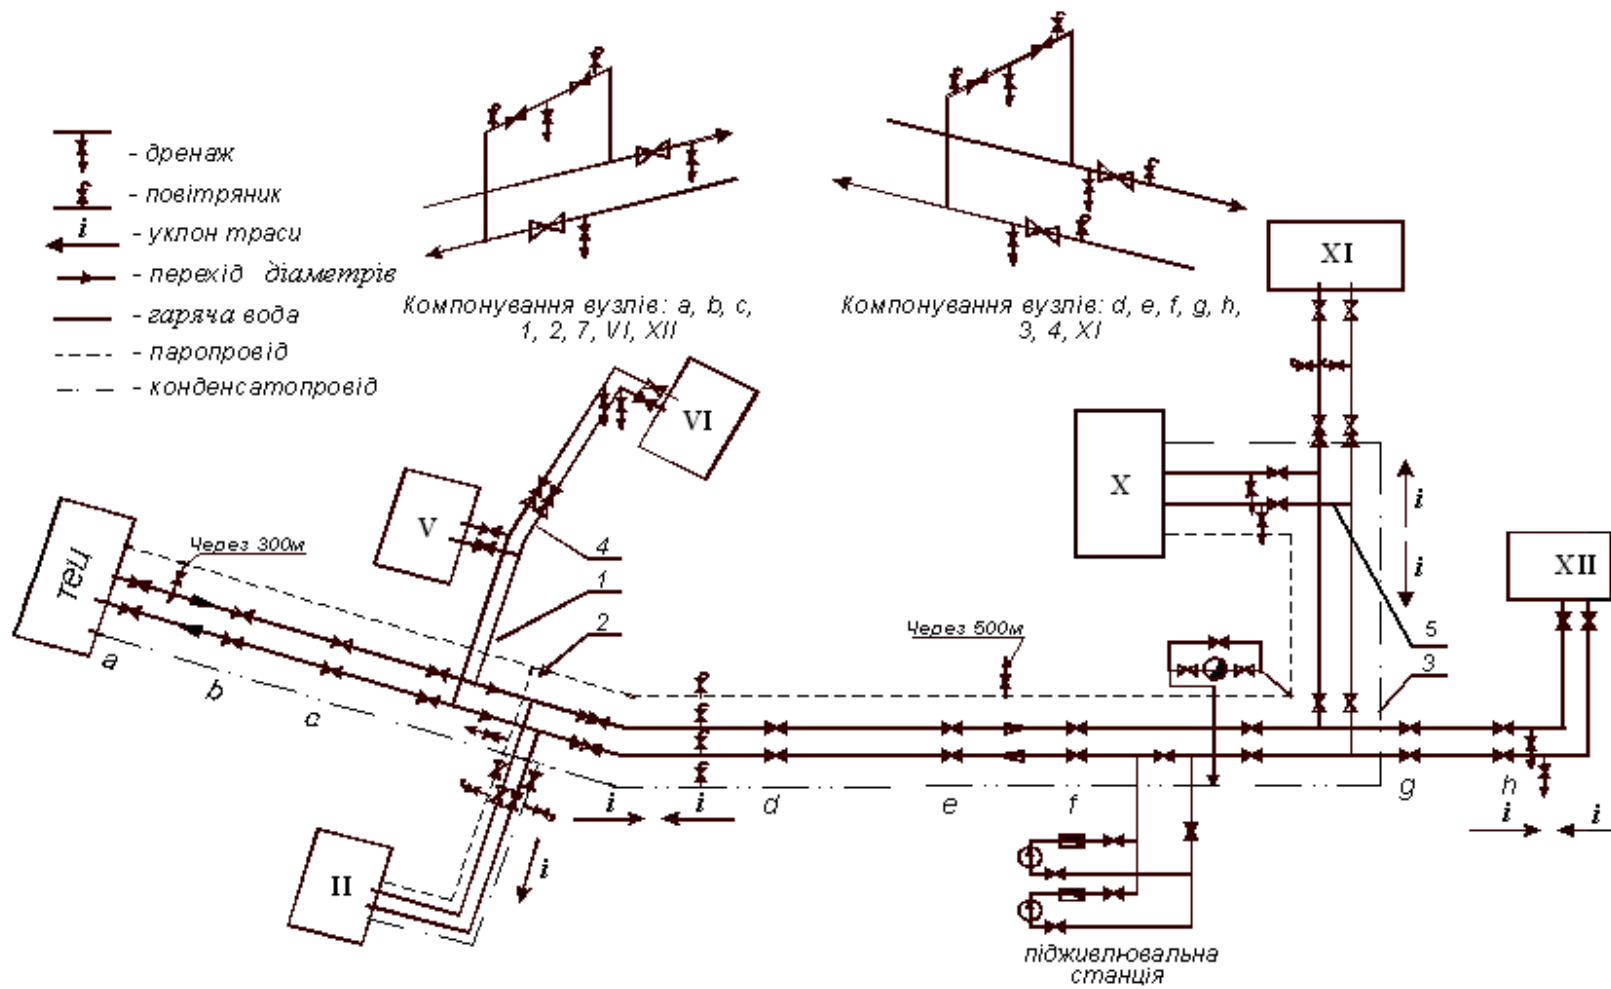 - дренаж
- повітряник
i
- уклон траси
- перехід діаметрів
- гаряча вода
- паропровід
- конденсатопровід
Компонування вузлів: a, b, c,
1, 2, 7, VI, XII
Компонування вузлів: d, e, f, g, h,
3, 4, XI
XI
VI
X
V
XII
ТЕЦ
Через 300м
4
1
2
Через 500м
i
i
5
3
a
b
c
d
e
f
g
h
i
i
i
i
i
II
підживлювальна
станція